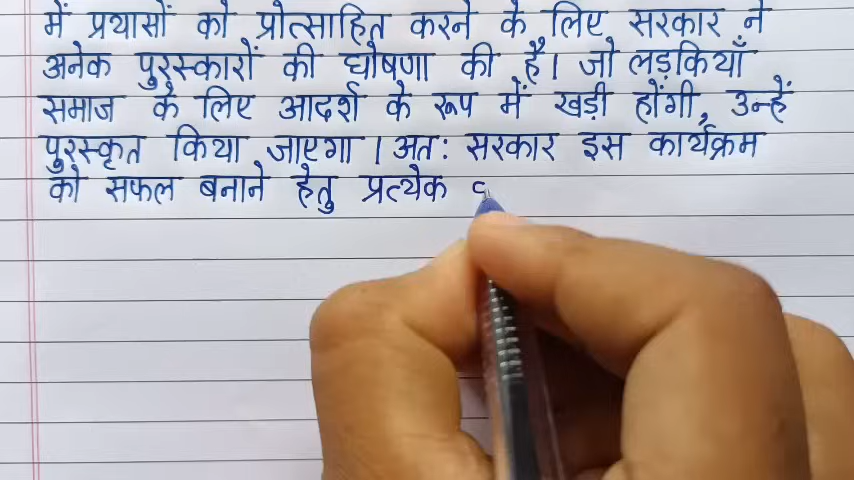 में प्रयासों को प्रोत्साहित करने के लिए सरकार ने
अनेक पुरस्कारों की घोषणा की है। जो लड़कियाँ
समाज के लिए आदर्श के रूप में खड़ी होंगी, उन्हें
पुरस्कृत किया जाएगा। अत: सरकार इस कार्यक्रम
को सफल बनाने हेतु प्रत्येक